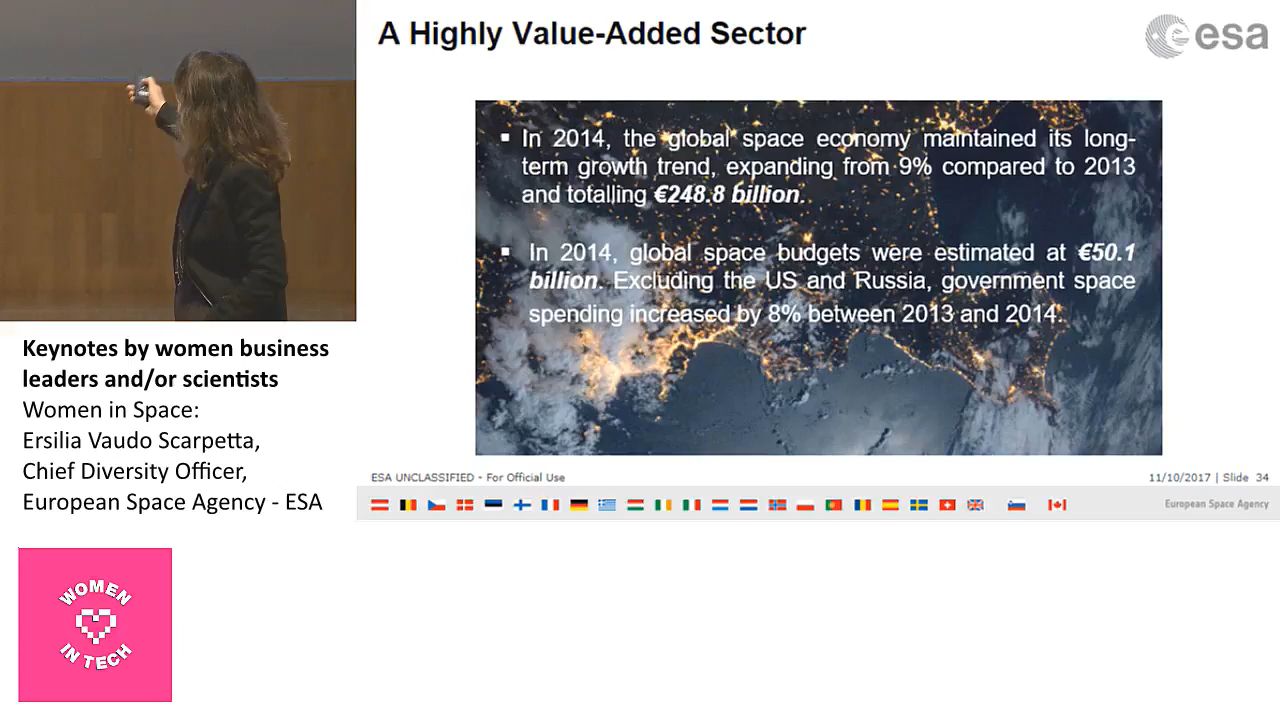 A Highly Value-Added Sector
esa
▪ In 2014, the global space economy maintained its long-
term growth trend, expanding from 9% compared to 2013
and totalling €248.8 billion.
▪ In 2014, global space budgets were estimated at €50.1
billion. Excluding the US and Russia, government space
spending increased by 8% between 2013 and 2014.
ESA UNCLASSIFIED - For Official Use
11/10/2017 | Slide 34
European Space Agency
Keynotes by women business
leaders and/or scientists
Women in Space:
Ersilia Vaudo Scarpetta,
Chief Diversity Officer,
European Space Agency - ESA
WOMEN
IN TECH